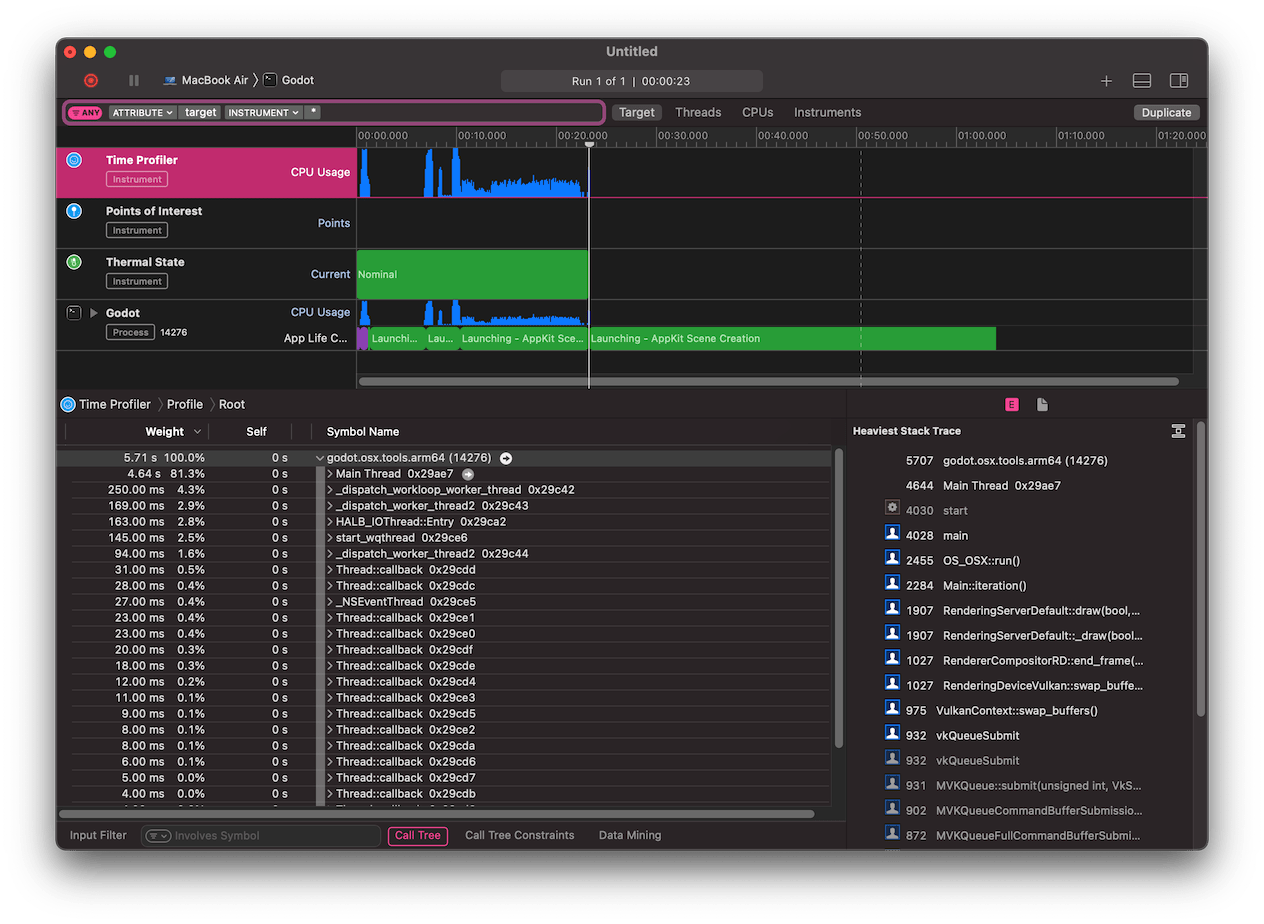 Untitled
MacBook Air 〉 Godot
Run 1 of 1 | 00:00:23
ANY ATTRIBUTE target INSTRUMENT *
Target Threads CPUs Instruments Duplicate
00:00.000 00:10.000 00:20.000 00:30.000 00:40.000 00:50.000 01:00.000 01:10.000 01:20.00
Time Profiler
Instrument
CPU Usage
Points of Interest
Instrument
Points
Thermal State
Instrument
Current
Nominal
Godot
Process 14276
CPU Usage
App Life C...
Launchi... Lau... Launching - AppKit Sce... Launching - AppKit Scene Creation
Time Profiler 〉 Profile 〉 Root
Weight Self Symbol Name
5.71 s 100.0% 0 s godot.osx.tools.arm64 (14276)
4.64 s 81.3% 0 s Main Thread 0x29ae7
250.00 ms 4.3% 0 s _dispatch_workloop_worker_thread 0x29c42
169.00 ms 2.9% 0 s _dispatch_worker_thread2 0x29c43
163.00 ms 2.8% 0 s HALB_IOThread::Entry 0x29ca2
145.00 ms 2.5% 0 s start_wqthread 0x29ce6
94.00 ms 1.6% 0 s _dispatch_worker_thread2 0x29c44
31.00 ms 0.5% 0 s Thread::callback 0x29cdd
28.00 ms 0.4% 0 s Thread::callback 0x29cdc
27.00 ms 0.4% 0 s _NSEventThread 0x29ce5
23.00 ms 0.4% 0 s Thread::callback 0x29ce1
23.00 ms 0.4% 0 s Thread::callback 0x29ce0
20.00 ms 0.3% 0 s Thread::callback 0x29cdf
18.00 ms 0.3% 0 s Thread::callback 0x29cde
12.00 ms 0.2% 0 s Thread::callback 0x29cd4
11.00 ms 0.1% 0 s Thread::callback 0x29ce3
9.00 ms 0.1% 0 s Thread::callback 0x29cd5
8.00 ms 0.1% 0 s Thread::callback 0x29ce2
8.00 ms 0.1% 0 s Thread::callback 0x29cda
6.00 ms 0.1% 0 s Thread::callback 0x29cd6
5.00 ms 0.0% 0 s Thread::callback 0x29cd7
4.00 ms 0.0% 0 s Thread::callback 0x29cdb
Input Filter Involves Symbol Call Tree Call Tree Constraints Data Mining
E
Heaviest Stack Trace
5707 godot.osx.tools.arm64 (14276)
4644 Main Thread 0x29ae7
4030 start
4028 main
2455 OS_OSX::run()
2284 Main::iteration()
1907 RenderingServerDefault::draw(bool,...
1907 RenderingServerDefault::_draw(bool...
1027 RendererCompositorRD::end_frame(...
1027 RenderingDeviceVulkan::swap_buffe...
975 VulkanContext::swap_buffers()
932 vkQueueSubmit
932 vkQueueSubmit
931 MVKQueue::submit(unsigned int, VkS...
902 MVKQueueCommandBufferSubmissio...
872 MVKQueueFullCommandBufferSubmi...